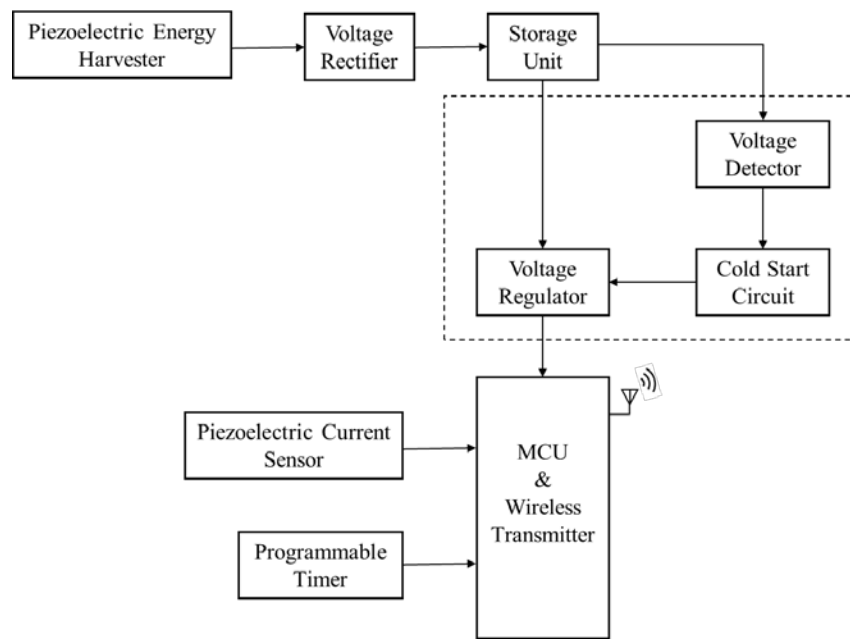 Piezoelectric Energy
Harvester
Voltage
Rectifier
Storage
Unit
Voltage
Detector
Voltage
Regulator
Cold Start
Circuit
Piezoelectric Current
Sensor
MCU
&
Wireless
Transmitter
Programmable
Timer